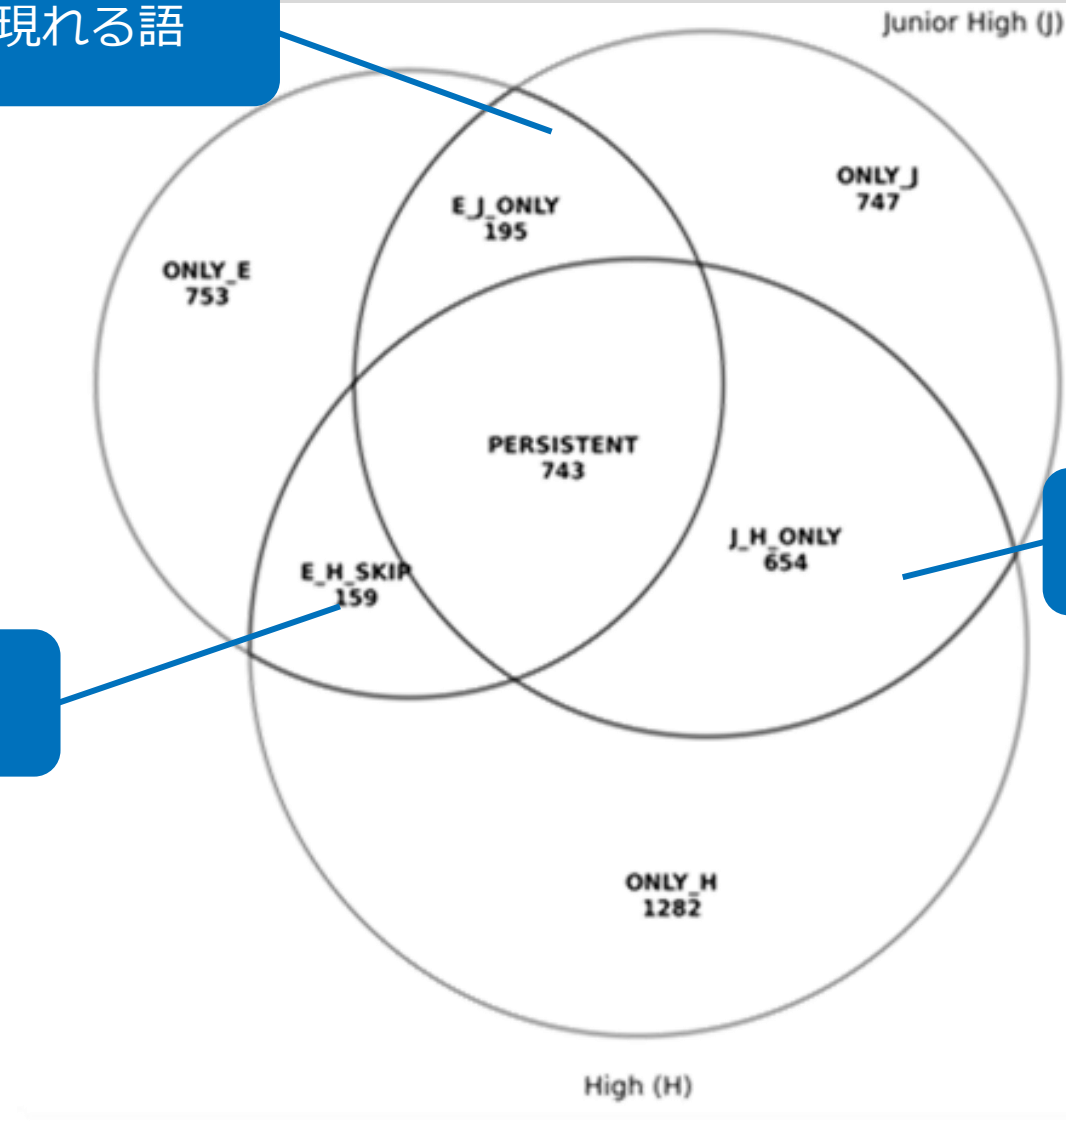 現れる語
Junior High (J)
ONLY_J
747
E_J_ONLY
195
ONLY_E
753
PERSISTENT
743
J_H_ONLY
654
E_H_SKIP
159
ONLY_H
1282
High (H)